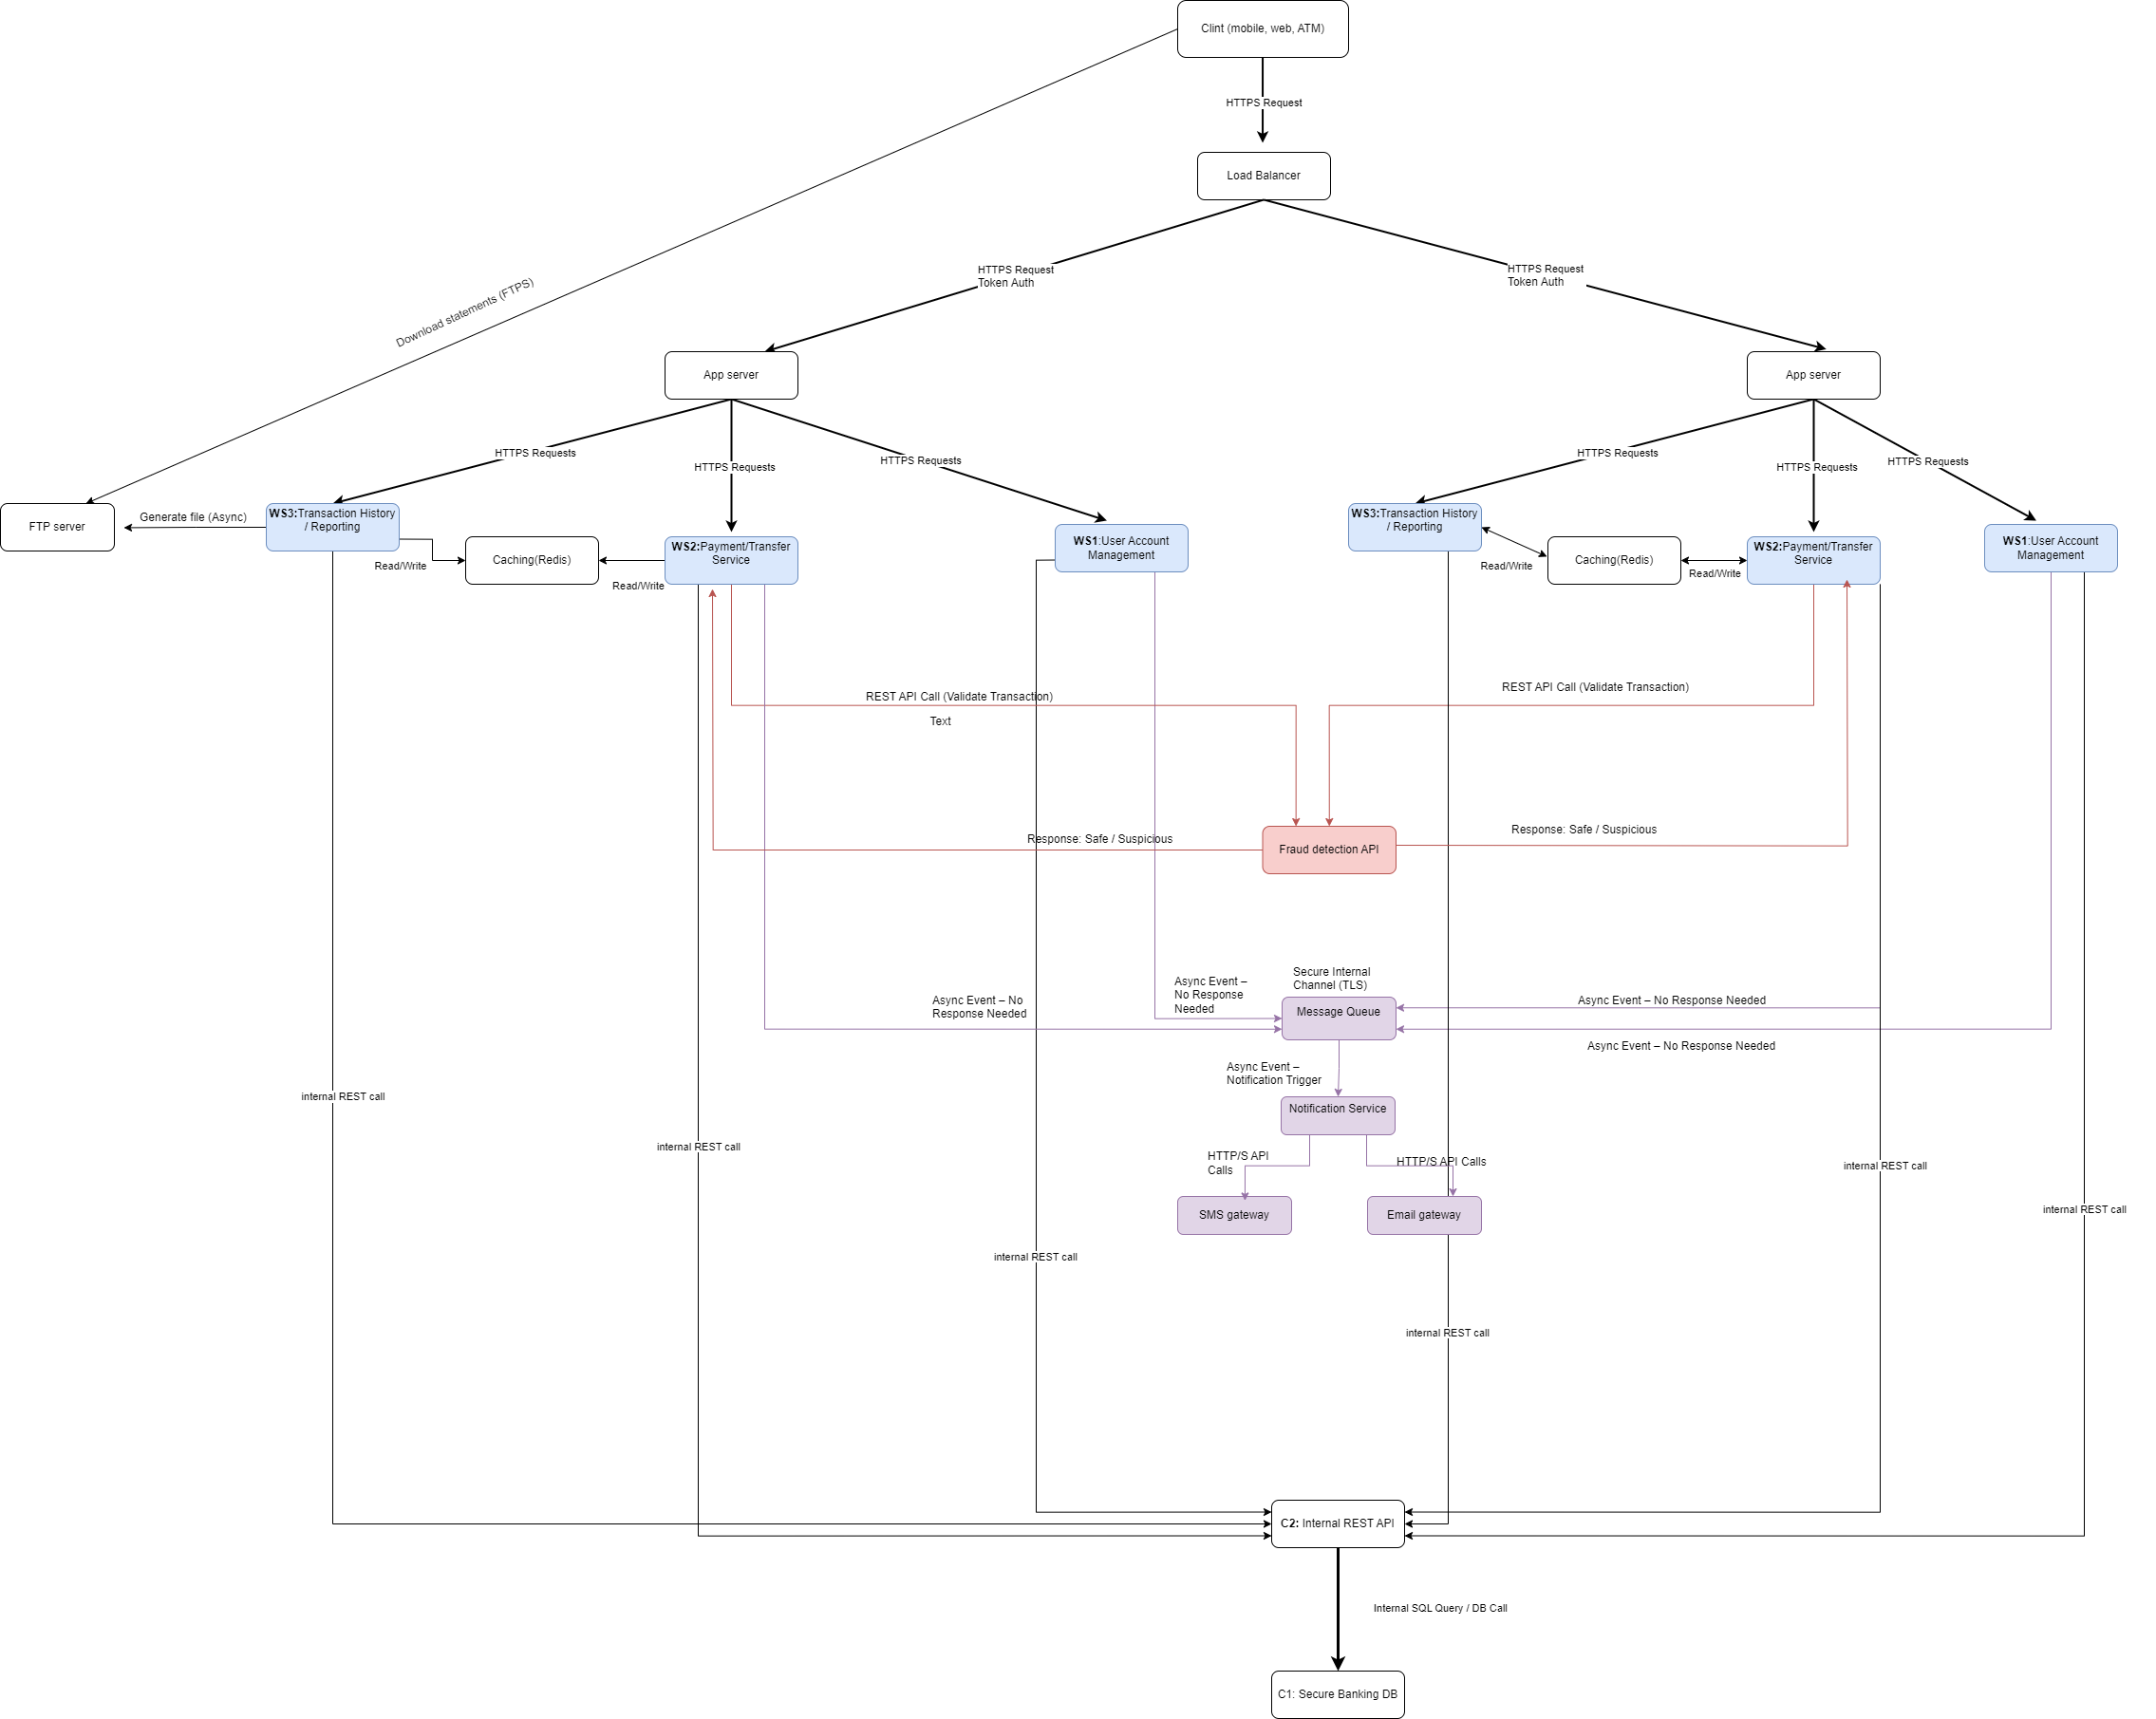 Clint (mobile, web, ATM)
HTTPS Request
Load Balancer
HTTPS Request
Token Auth
HTTPS Request
Token Auth
Download statements (FTPS)
App server
App server
HTTPS Requests
HTTPS Requests
HTTPS Requests
HTTPS Requests
HTTPS Requests
HTTPS Requests
FTP server
Generate file (Async)
WS3:Transaction History
/ Reporting
Read/Write
Caching(Redis)
Read/Write
WS2:Payment/Transfer
Service
WS1:User Account
Management
WS3:Transaction History
/ Reporting
Read/Write
Caching(Redis)
Read/Write
WS2:Payment/Transfer
Service
WS1:User Account
Management
REST API Call (Validate Transaction)
Text
REST API Call (Validate Transaction)
Response: Safe / Suspicious
Fraud detection API
Response: Safe / Suspicious
Async Event – No
Response Needed
Async Event –
No Response
Needed
Secure Internal
Channel (TLS)
Message Queue
Async Event – No Response Needed
Async Event – No Response Needed
Async Event –
Notification Trigger
Notification Service
HTTP/S API
Calls
HTTP/S API Calls
SMS gateway
Email gateway
internal REST call
internal REST call
internal REST call
internal REST call
internal REST call
internal REST call
C2: Internal REST API
Internal SQL Query / DB Call
C1: Secure Banking DB